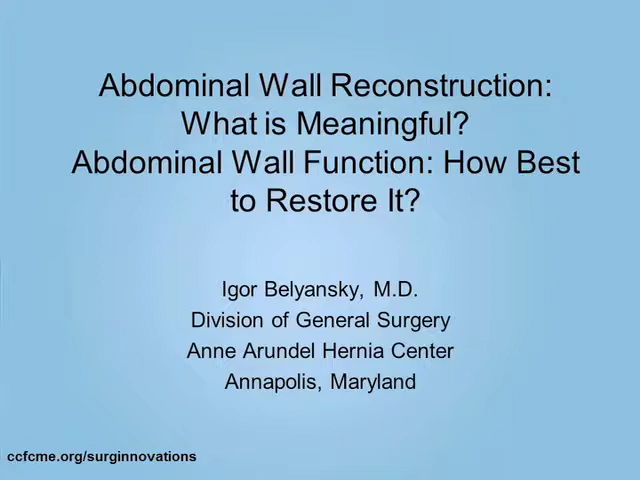 Abdominal Wall Reconstruction:
What is Meaningful?
Abdominal Wall Function: How Best
to Restore It?
Igor Belyansky, M.D.
Division of General Surgery
Anne Arundel Hernia Center
Annapolis, Maryland
ccfcme.org/surginnovations